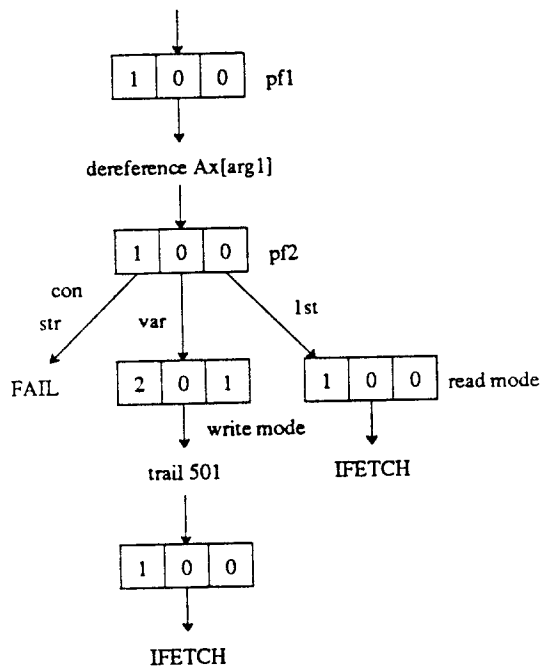 1 0 0 pf1
dereference Ax[arg1]
1 0 0 pf2
con
str
var
1st
FAIL
2 0 1
1 0 0 read mode
write mode
trail 501
IFETCH
1 0 0
IFETCH